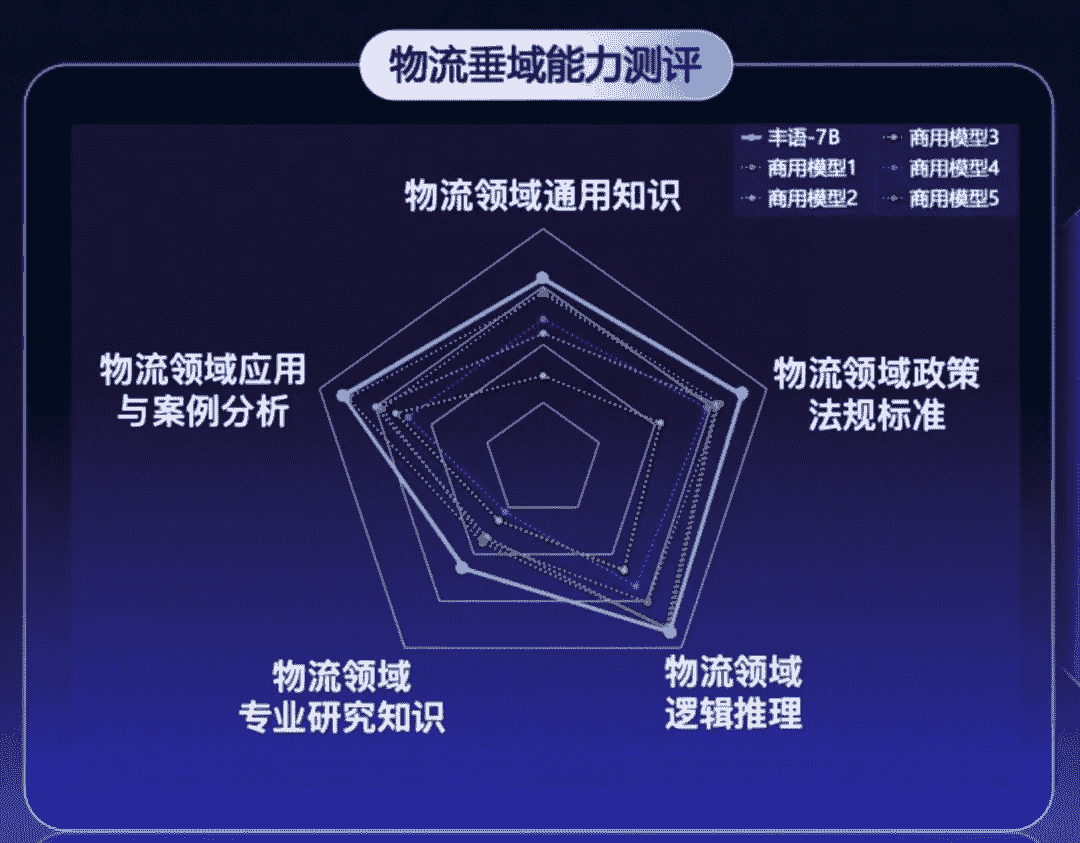 物流垂域能力测评
丰语-7B
商用模型3
商用模型1
商用模型4
商用模型2
商用模型5
物流领域通用知识
物流领域应用
与案例分析
物流领域政策
法规标准
物流领域
专业研究知识
物流领域
逻辑推理